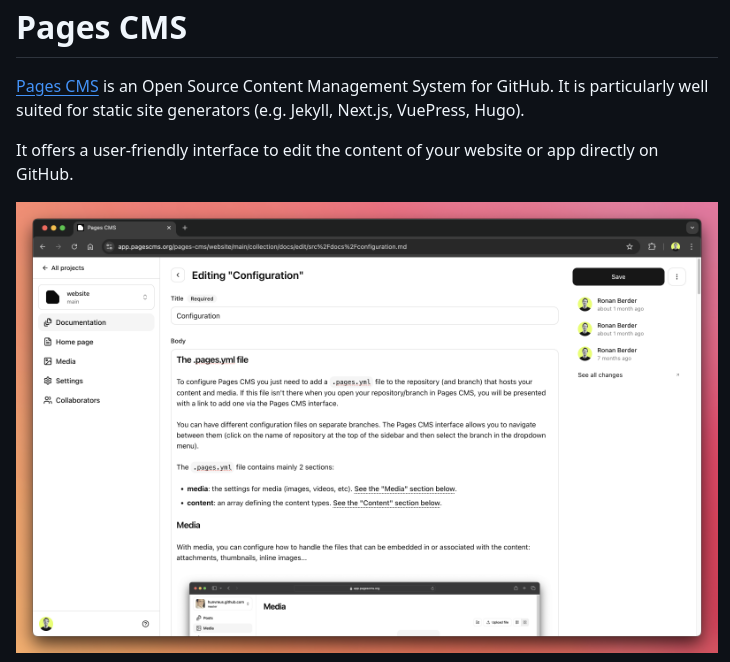 Pages CMS
Pages CMS is an Open Source Content Management System for GitHub. It is particularly well
suited for static site generators (e.g. Jekyll, Next.js, VuePress, Hugo).
It offers a user-friendly interface to edit the content of your website or app directly on
GitHub.
Pages CMS
app.pagescms.org/pages-cms/website/main/collection/docs/edit/src%2Fdocs%2Fconfiguration.md
All projects
website
main
Documentation
Home page
Media
Settings
Collaborators
Editing "Configuration"
Title Required
Configuration
Body
The .pages.yml file
To configure Pages CMS you just need to add a .pages.yml file to the repository (and branch) that hosts your
content and media. If this file isn't there when you open your repository/branch in Pages CMS, you will be presented
with a link to add one via the Pages CMS interface.
You can have different configuration files on separate branches. The Pages CMS interface allows you to navigate
between them (click on the name of repository at the top of the sidebar and then select the branch in the dropdown
menu).
The .pages.yml file contains mainly 2 sections:
• media: the settings for media (images, videos, etc). See the "Media" section below.
• content: an array defining the content types. See the "Content" section below.
Media
With media, you can configure how to handle the files that can be embedded in or associated with the content:
attachments, thumbnails, inline images...
app.pagescms.org
Media
Posts
Media
Upload file
Save
Ronan Berder
about 1 month ago
Ronan Berder
about 1 month ago
Ronan Berder
7 months ago
See all changes